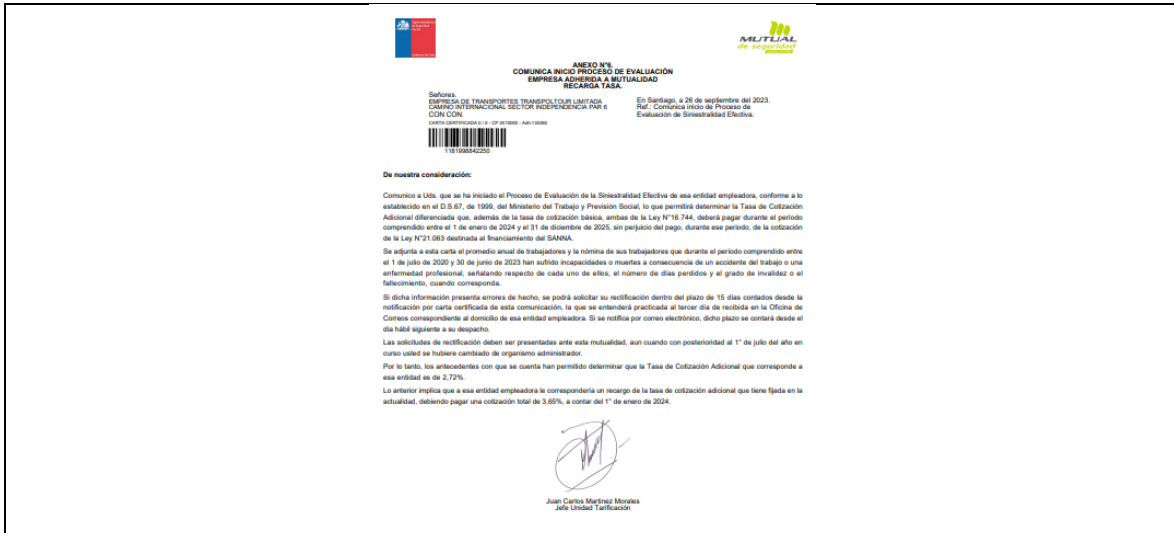 MUTUAL
de seguridad
ANEXO N°6.
COMUNICA INICIO PROCESO DE EVALUACIÓN
EMPRESA ADHERIDA A MUTUALIDAD
RECARGA TASA.
Señores.
EMPRESA DE TRANSPORTES TRANSPOLTOUR LIMITADA
CAMINO INTERNACIONAL SECTOR INDEPENDENCIA PAR 6
CON CON.
En Santiago, a 26 de septiembre del 2023.
Ref.: Comunica inicio de Proceso de
Evaluación de Siniestralidad Efectiva.
CARTA CERTIFICADA
1181998842250
De nuestra consideración:
Comunico a Uds. que se ha iniciado el Proceso de Evaluación de la Siniestralidad Efectiva de esa entidad empleadora, conforme a lo
establecido en el D.S.67, de 1999, del Ministerio del Trabajo y Previsión Social, lo que permitirá determinar la Tasa de Cotización
Adicional diferenciada que, además de la tasa de cotización básica, ambas de la Ley N°16.744, deberá pagar durante el período
comprendido entre el 1 de enero de 2024 y el 31 de diciembre de 2025, sin perjuicio del pago, durante ese período, de la cotización
de la Ley N°21.063 destinada al financiamiento del SANNA.
Se adjunta a esta carta el promedio anual de trabajadores y la nómina de sus trabajadores que durante el período comprendido entre
el 1 de julio de 2020 y 30 de junio de 2023 han sufrido incapacidades o muertes a consecuencia de un accidente del trabajo o una
enfermedad profesional, señalando respecto de cada uno de ellos, el número de días perdidos y el grado de invalidez o el
fallecimiento, cuando corresponda.
Si dicha información presenta errores de hecho, se podrá solicitar su rectificación dentro del plazo de 15 días contados desde la
notificación por carta certificada de esta comunicación, la que se entenderá practicada al tercer día de recibida en la Oficina de
Correos correspondiente al domicilio de esa entidad empleadora. Si se notifica por correo electrónico, dicho plazo se contará desde el
día hábil siguiente a su despacho.
Las solicitudes de rectificación deben ser presentadas ante esta mutualidad, aun cuando con posterioridad al 1° de julio del año en
curso usted se hubiere cambiado de organismo administrador.
Por lo tanto, los antecedentes con que se cuenta han permitido determinar que la Tasa de Cotización Adicional que corresponde a
esa entidad es de 2,72%.
Lo anterior implica que a esa entidad empleadora le correspondería un recargo de la tasa de cotización adicional que tiene fijada en la
actualidad, debiendo pagar una cotización total de 3,65%, a contar del 1° de enero de 2024.
Juan Carlos Martínez Morales
Jefe Unidad Tarificación